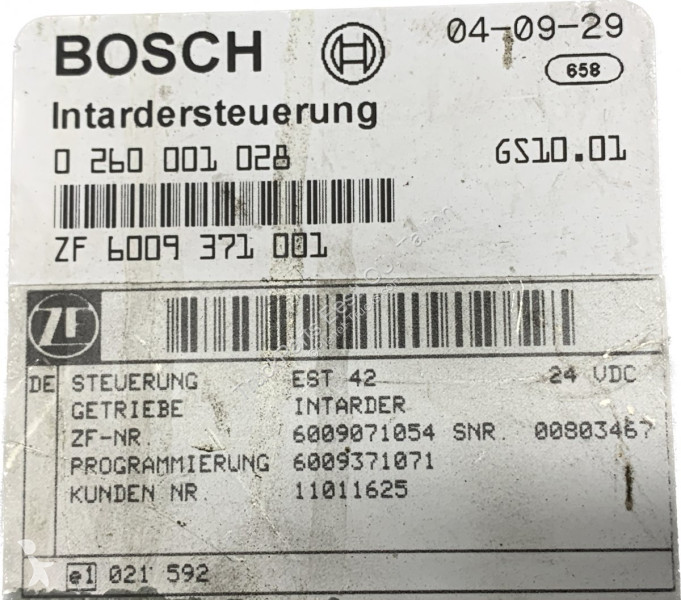 BOSCH 04-09-29
658
Intardersteuerung
0 260 001 028 GS10.01
ZF 6009 371 001
ZF
DE STEUERUNG EST 42 24 VDC
GETRIEBE INTARDER
ZF-NR. 6009071054 SNR. 00803467
PROGRAMMIERUNG 6009371071
KUNDEN NR. 11011625
e1 021 592